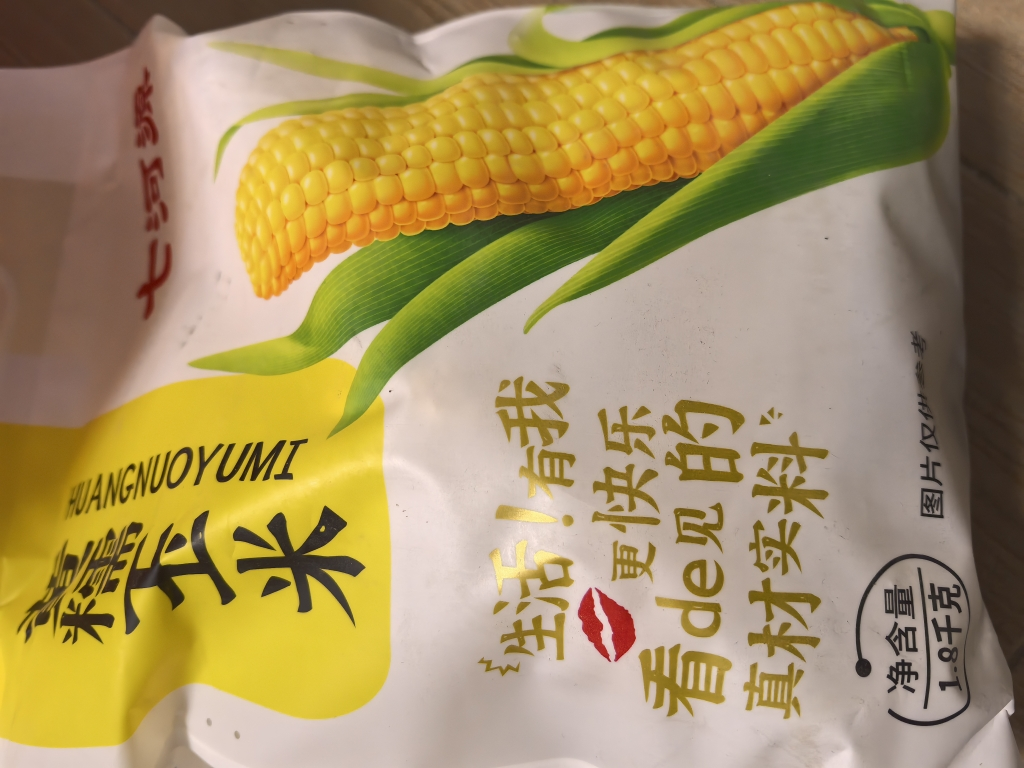 七河源
黄糯玉米
HUANGNUOYUMI
生活!有我
更快乐
看de见的
真材实料
图片仅供参考
净含量
1.8千克